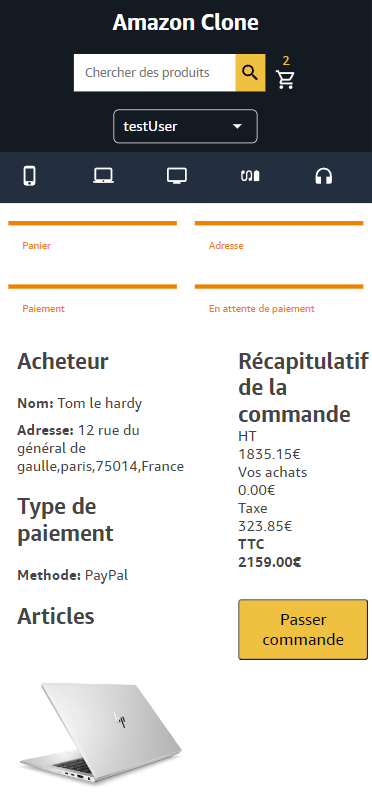 Amazon Clone
Chercher des produits
2
testUser
Panier
Adresse
Paiement
En attente de paiement
Acheteur
Nom: Tom le hardy
Adresse: 12 rue du
général de
gaulle,paris,75014,France
Type de
paiement
Methode: PayPal
Articles
Récapitulatif
de la
commande
HT
1835.15€
Vos achats
0.00€
Taxe
323.85€
TTC
2159.00€
Passer
commande
hp